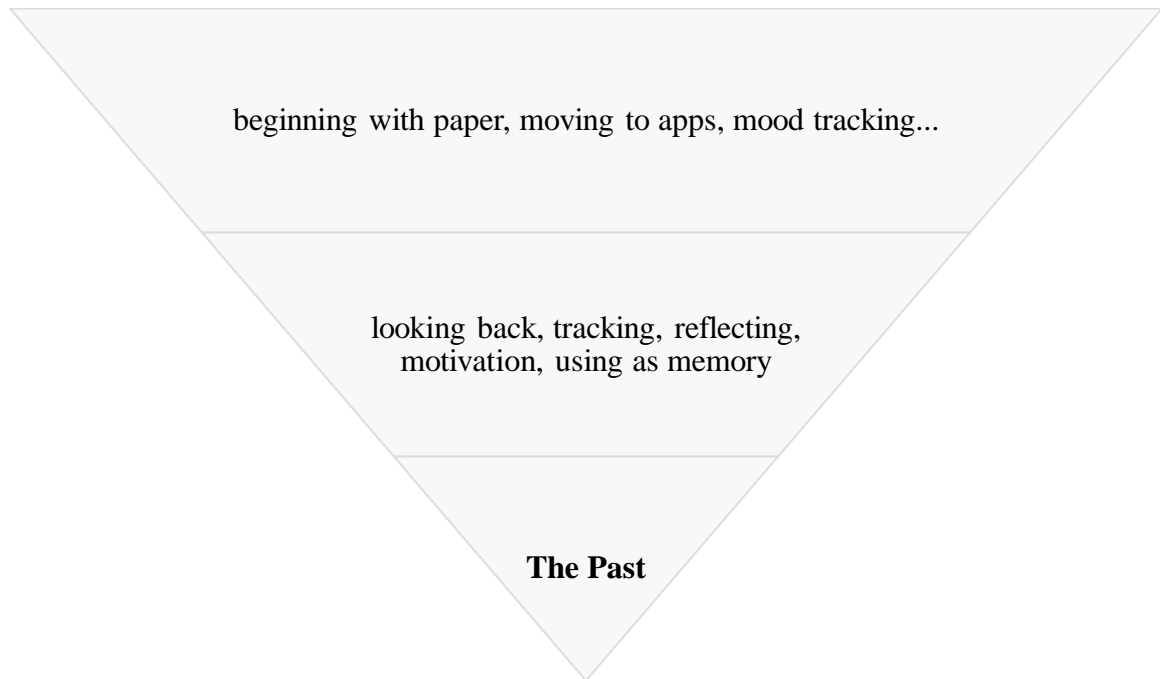 beginning with paper, moving to apps, mood tracking...
looking back, tracking, reflecting,
motivation, using as memory
The Past